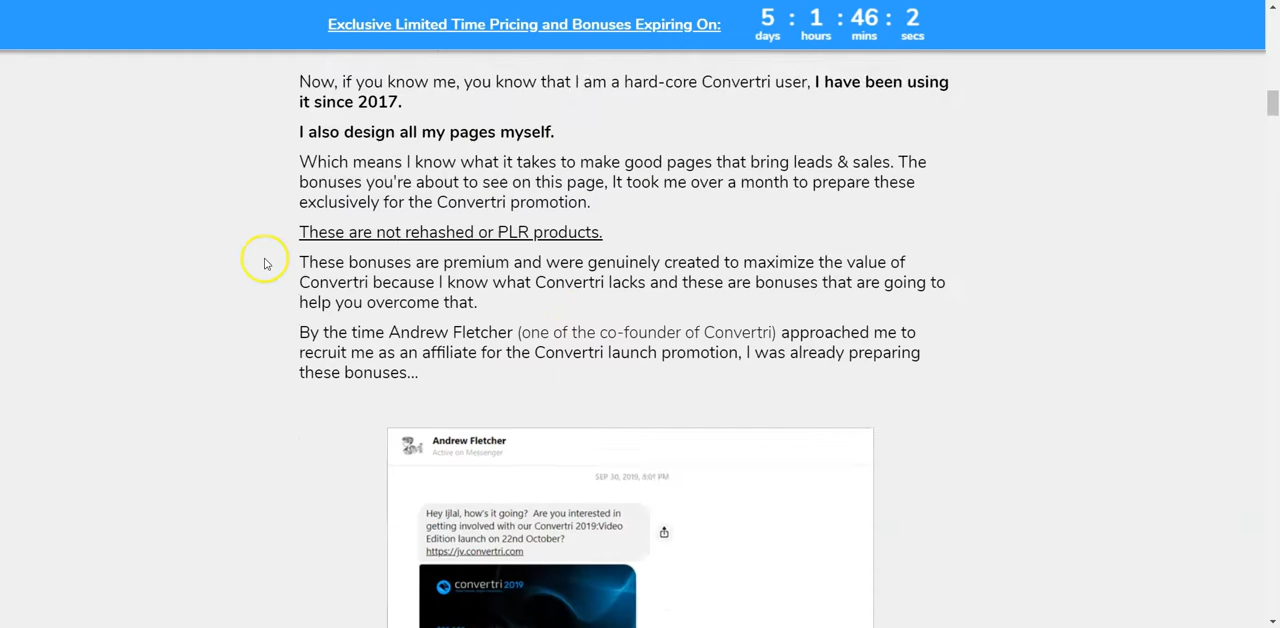 Exclusive Limited Time Pricing and Bonuses Expiring On:
5 : 1 : 46 : 2
days hours mins secs
Now, if you know me, you know that I am a hard-core Convertri user, I have been using
it since 2017.
I also design all my pages myself.
Which means I know what it takes to make good pages that bring leads & sales. The
bonuses you're about to see on this page, It took me over a month to prepare these
exclusively for the Convertri promotion.
These are not rehashed or PLR products.
These bonuses are premium and were genuinely created to maximize the value of
Convertri because I know what Convertri lacks and these are bonuses that are going to
help you overcome that.
By the time Andrew Fletcher (one of the co-founder of Convertri) approached me to
recruit me as an affiliate for the Convertri launch promotion, I was already preparing
these bonuses...
Andrew Fletcher
Active on Messenger
SEP 30, 2019, 8:01 PM
Hey Ijlal, how's it going? Are you interested in
getting involved with our Convertri 2019:Video
Edition launch on 22nd October?
https://jv.convertri.com
convertri 2019